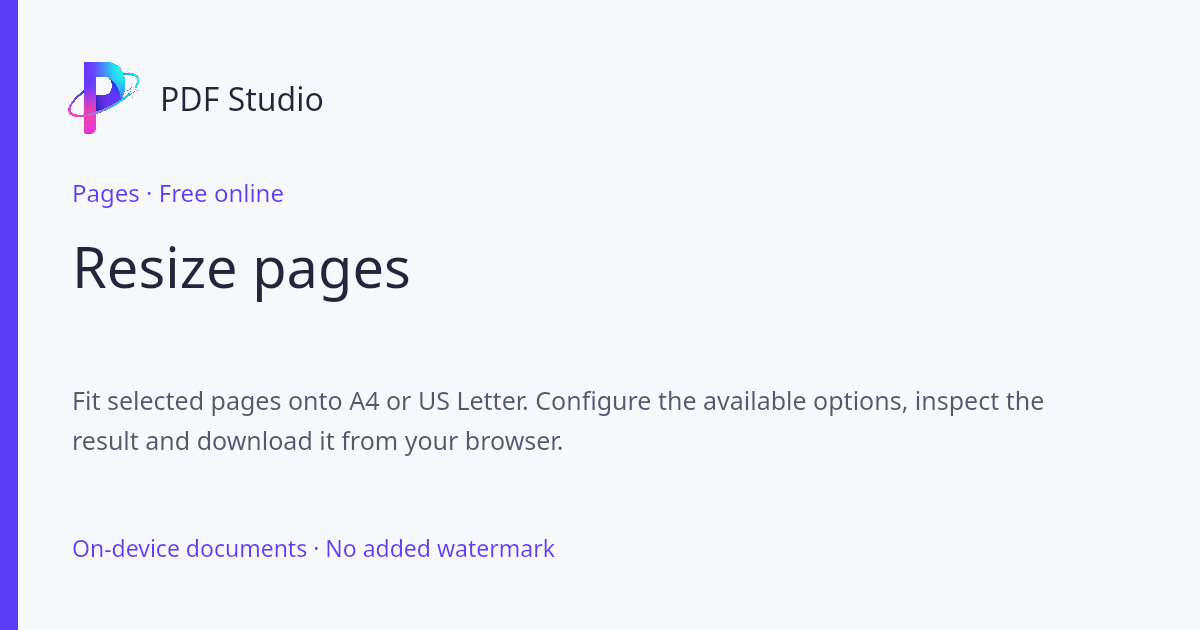 PDF Studio
Pages · Free online
Resize pages
Fit selected pages onto A4 or US Letter. Configure the available options, inspect the
result and download it from your browser.
On-device documents · No added watermark